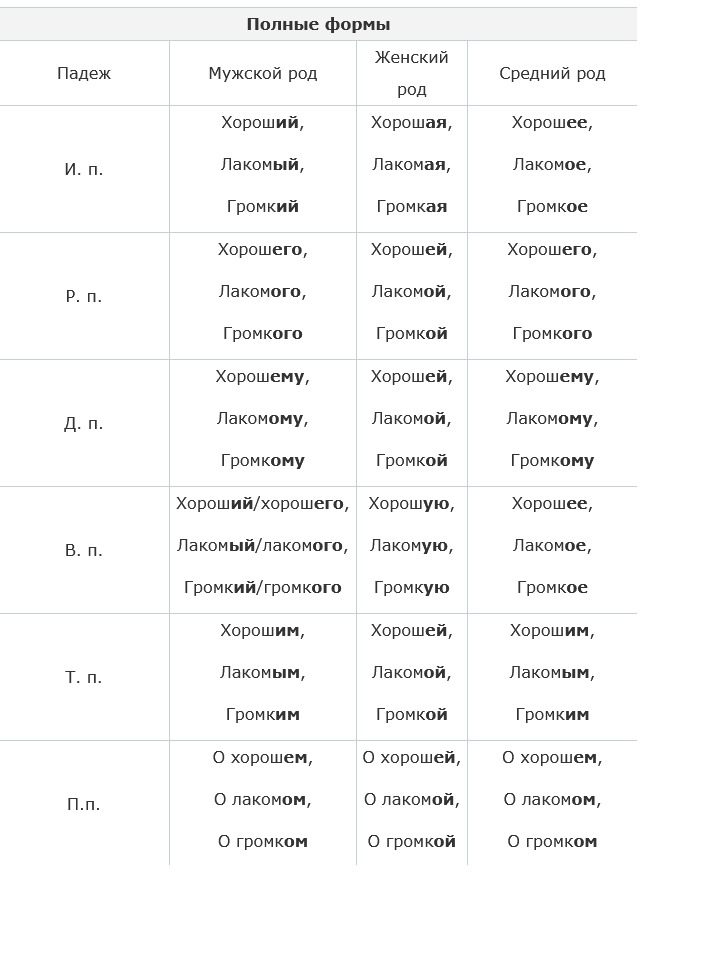 Полные формы
Падеж Мужской род Женский род Средний род
И. п.
Хороший, Хорошая, Хорошее,
Лакомый, Лакомая, Лакомое,
Громкий Громкая Громкое
Р. п.
Хорошего, Хорошей, Хорошего,
Лакомого, Лакомой, Лакомого,
Громкого Громкой Громкого
Д. п.
Хорошему, Хорошей, Хорошему,
Лакомому, Лакомой, Лакомому,
Громкому Громкой Громкому
В. п.
Хороший/хорошего, Хорошую, Хорошее,
Лакомый/лакомого, Лакомую, Лакомое,
Громкий/громкого Громкую Громкое
Т. п.
Хорошим, Хорошей, Хорошим,
Лакомым, Лакомой, Лакомым,
Громким Громкой Громким
П.п.
О хорошем, О хорошей, О хорошем,
О лакомом, О лакомой, О лакомом,
О громком О громкой О громком